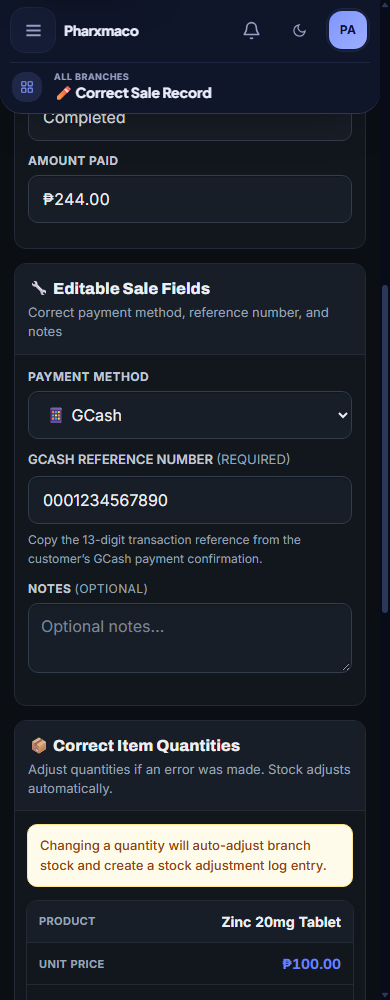 Pharxmaco
PA
ALL BRANCHES
Correct Sale Record
Completed
AMOUNT PAID
₱244.00
Editable Sale Fields
Correct payment method, reference number, and
notes
PAYMENT METHOD
GCash
GCASH REFERENCE NUMBER (REQUIRED)
0001234567890
Copy the 13-digit transaction reference from the
customer’s GCash payment confirmation.
NOTES (OPTIONAL)
Optional notes...
Correct Item Quantities
Adjust quantities if an error was made. Stock adjusts
automatically.
Changing a quantity will auto-adjust branch
stock and create a stock adjustment log entry.
PRODUCT Zinc 20mg Tablet
UNIT PRICE ₱100.00